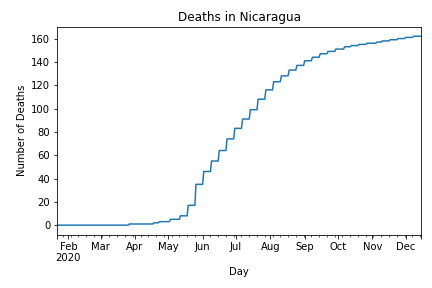 Deaths in Nicaragua
Number of Deaths
160
140
120
100
80
60
40
20
0
Feb Mar Apr May Jun Jul Aug Sep Oct Nov Dec
2020
Day